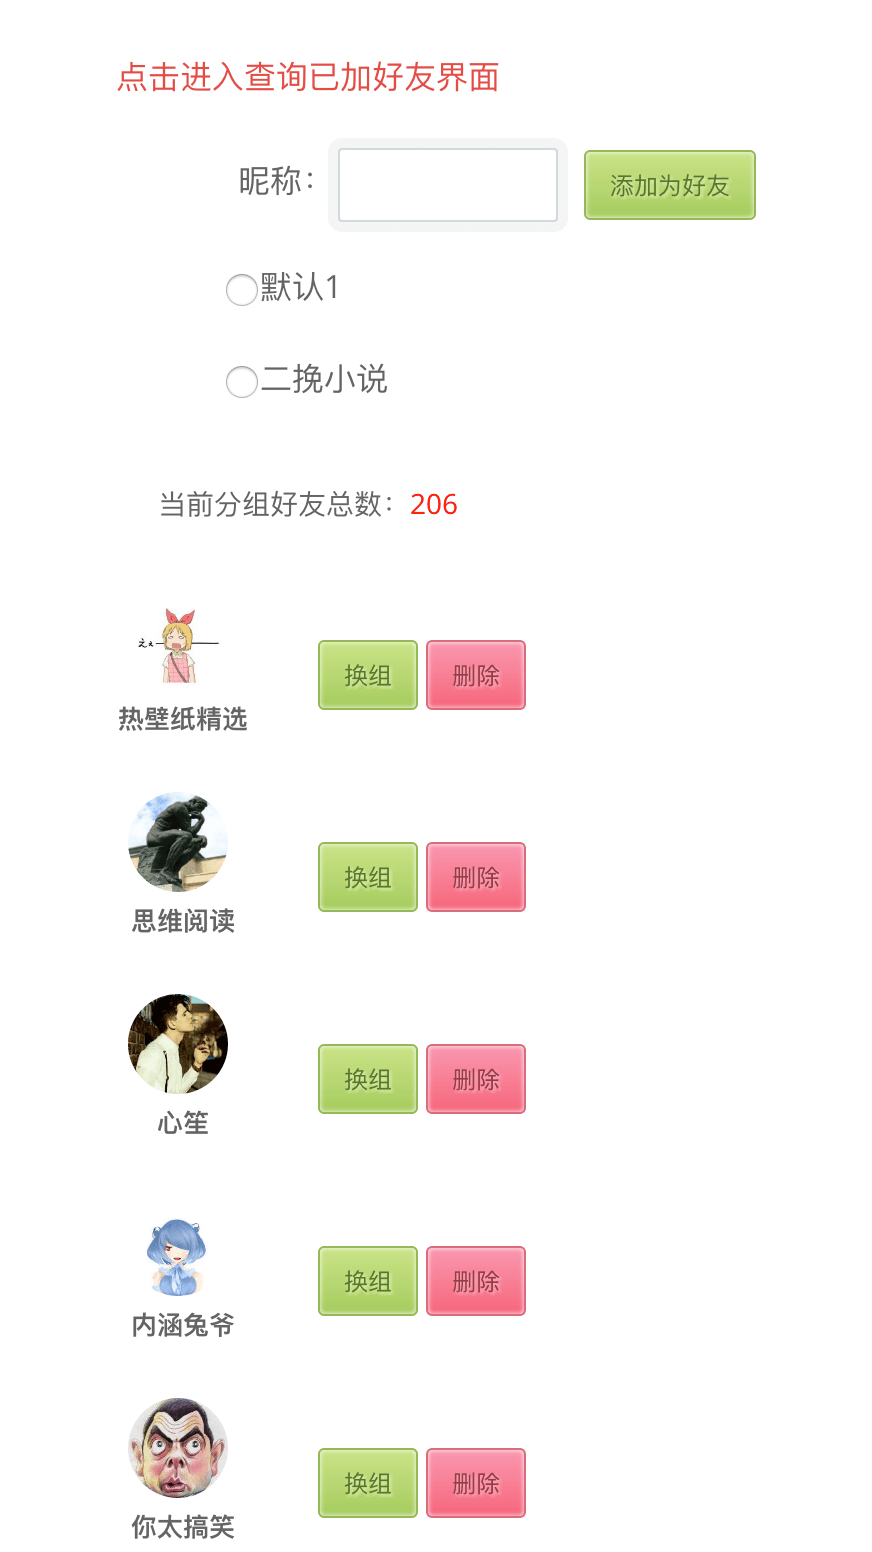 点击进入查询已加好友界面
昵称： 添加为好友
默认1
二挽小说
当前分组好友总数：206
えぇ
换组 删除
热壁纸精选
换组 删除
思维阅读
换组 删除
心笙
换组 删除
内涵兔爷
换组 删除
你太搞笑